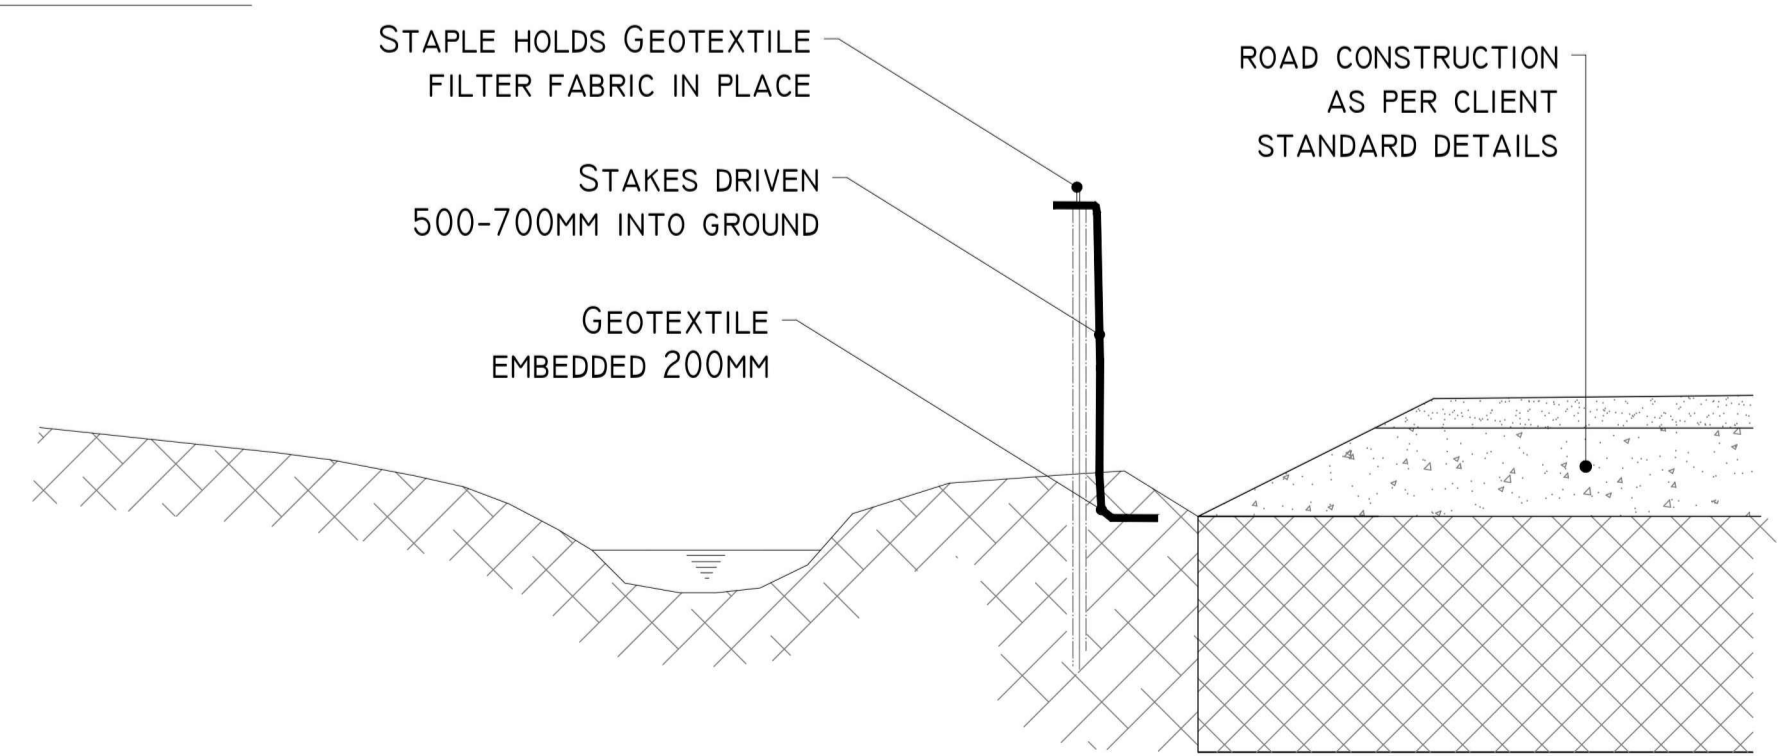 STAPLE HOLDS GEOTEXTILE
FILTER FABRIC IN PLACE
STAKES DRIVEN
500-700MM INTO GROUND
GEOTEXTILE
EMBEDDED 200MM
ROAD CONSTRUCTION
AS PER CLIENT
STANDARD DETAILS